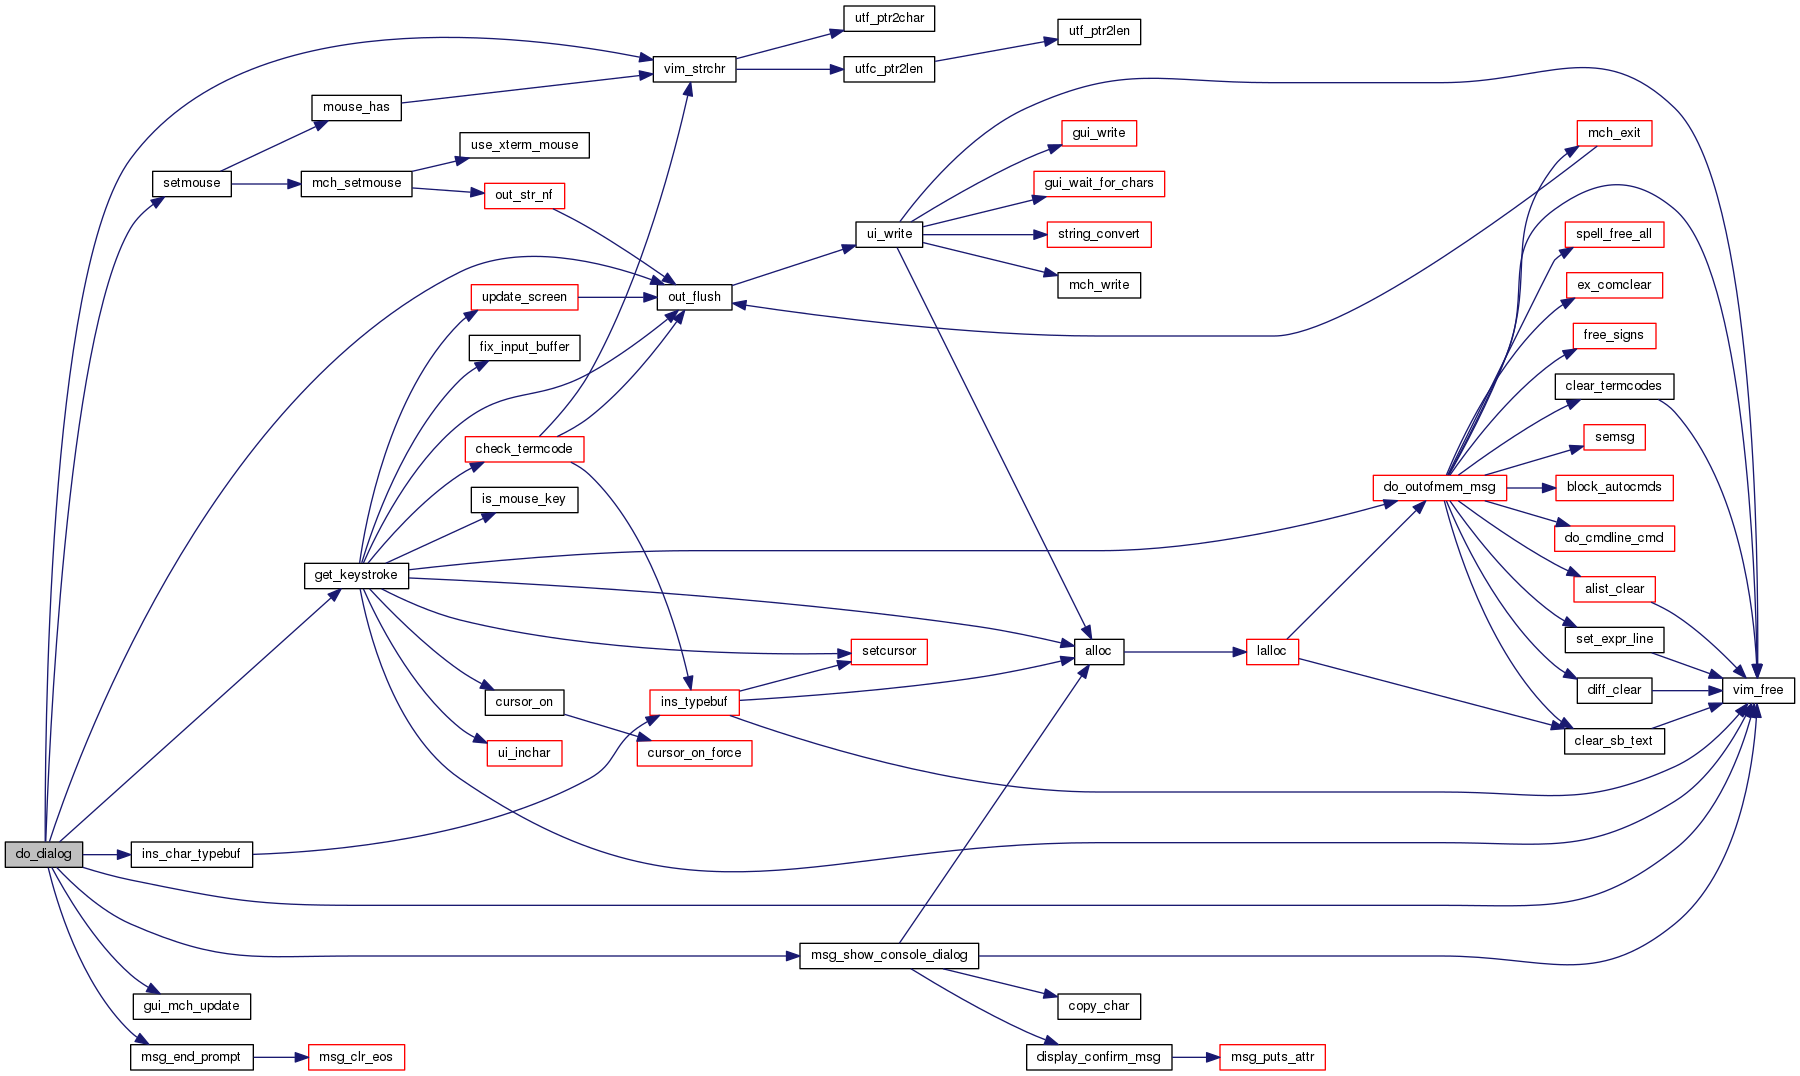 utf_ptr2char
utf_ptr2len
vim_strchr
utfc_ptr2len
mouse_has
gui_write
mch_exit
use_xterm_mouse
setmouse
mch_setmouse
gui_wait_for_chars
out_str_nf
ui_write
string_convert
spell_free_all
mch_write
ex_comclear
update_screen
out_flush
free_signs
fix_input_buffer
clear_termcodes
check_termcode
semsg
is_mouse_key
do_outofmem_msg
block_autocmds
do_cmdline_cmd
get_keystroke
alist_clear
set_expr_line
setcursor
alloc
lalloc
cursor_on
ins_typebuf
diff_clear
vim_free
ui_inchar
cursor_on_force
clear_sb_text
do_dialog
ins_char_typebuf
msg_show_console_dialog
gui_mch_update
copy_char
msg_end_prompt
msg_clr_eos
display_confirm_msg
msg_puts_attr